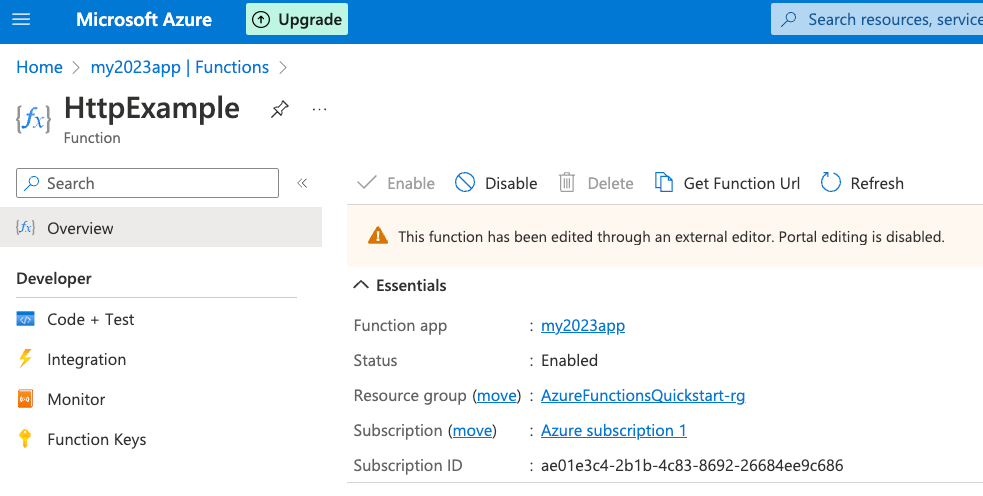 Microsoft Azure Upgrade Search resources, service
Home > my2023app | Functions >
{fx} HttpExample ...
Function
Search «
Enable Disable Delete Get Function Url Refresh
{fx} Overview
This function has been edited through an external editor. Portal editing is disabled.
Developer
Essentials
Code + Test
Function app : my2023app
Integration
Status : Enabled
Monitor
Resource group (move) : AzureFunctionsQuickstart-rg
Function Keys
Subscription (move) : Azure subscription 1
Subscription ID : ae01e3c4-2b1b-4c83-8692-26684ee9c686